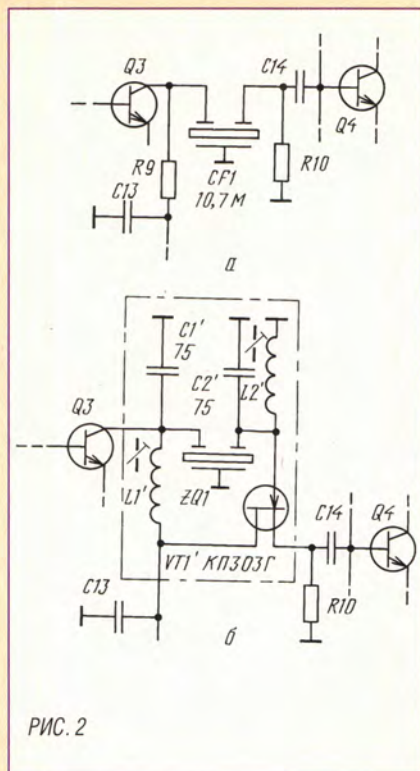 Q3
C14
R9
Q4
C13
CF1
10,7 М
R10
а
C1'
75
C2'
75
L2'
Q3
L1'
ZQ1
C14
Q4
VT1' КП303Г
C13
R10
б
РИС. 2